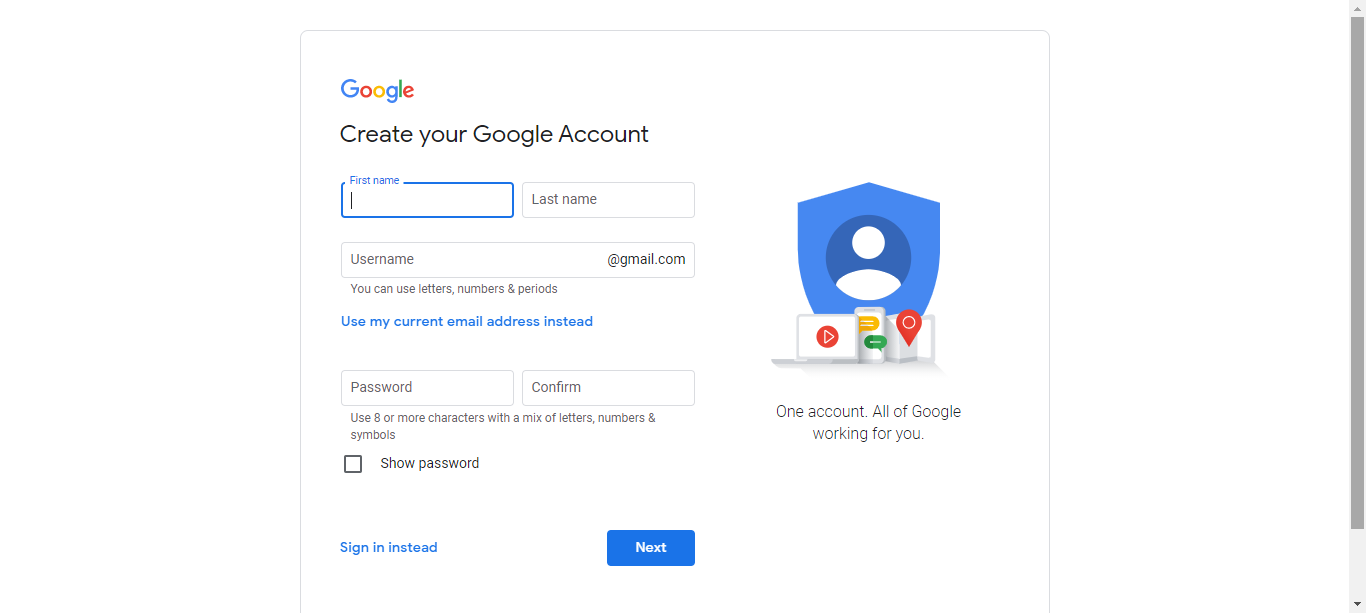 Google
Create your Google Account
First name
Last name
Username
@gmail.com
You can use letters, numbers & periods
Use my current email address instead
Password
Confirm
Use 8 or more characters with a mix of letters, numbers &
symbols
Show password
Sign in instead
Next
One account. All of Google
working for you.